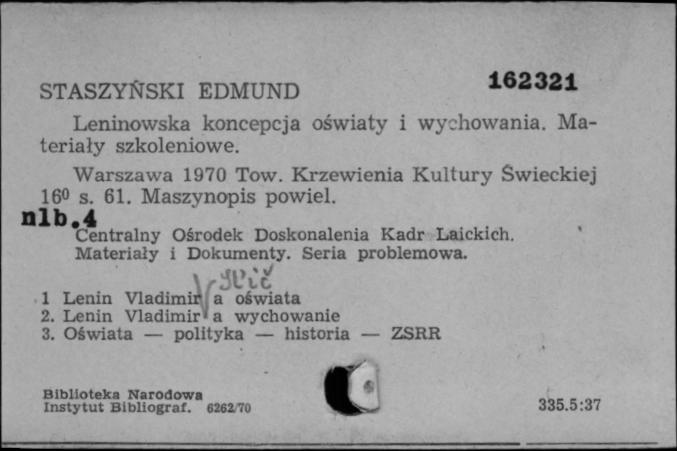 STASZYŃSKI EDMUND
162321
Leninowska koncepcja oświaty i wychowania. Ma-
teriały szkoleniowe.
Warszawa 1970 Tow. Krzewienia Kultury Świeckiej
16⁰ s. 61. Maszynopis powiel.
nlb.4
Centralny Ośrodek Doskonalenia Kadr Laickich.
Materiały i Dokumenty. Seria problemowa.
Il'ič
1 Lenin Vladimir a oświata
2. Lenin Vladimir a wychowanie
3. Oświata — polityka — historia — ZSRR
Biblioteka Narodowa
Instytut Bibliograf. 6262/70
335.5:37